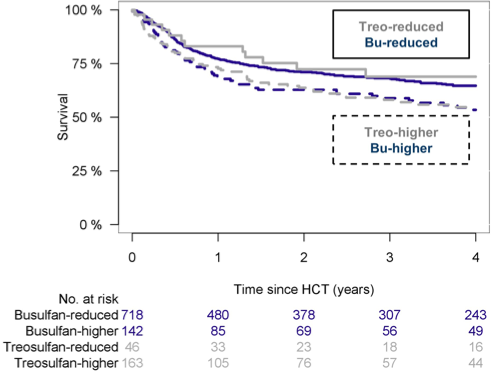 100 %
75 %
50 %
25 %
0 %
Survival
Treo-reduced
Bu-reduced
Treo-higher
Bu-higher
0 1 2 3 4
Time since HCT (years)
No. at risk
Busulfan-reduced 718 480 378 307 243
Busulfan-higher 142 85 69 56 49
Treosulfan-reduced 46 33 23 18 16
Treosulfan-higher 163 105 76 57 44